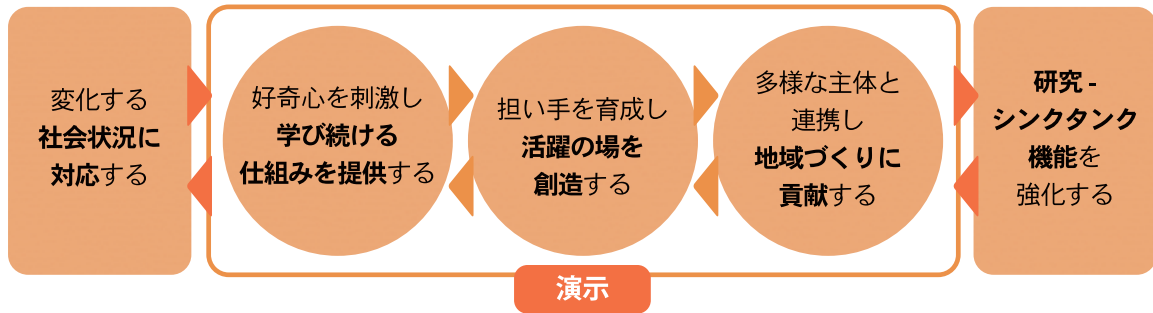 変化する
社会状況に
対応する
好奇心を刺激し
学び続ける
仕組みを提供する
担い手を育成し
活躍の場を
創造する
多様な主体と
連携し
地域づくりに
貢献する
研究 -
シンクタンク
機能を
強化する
演示